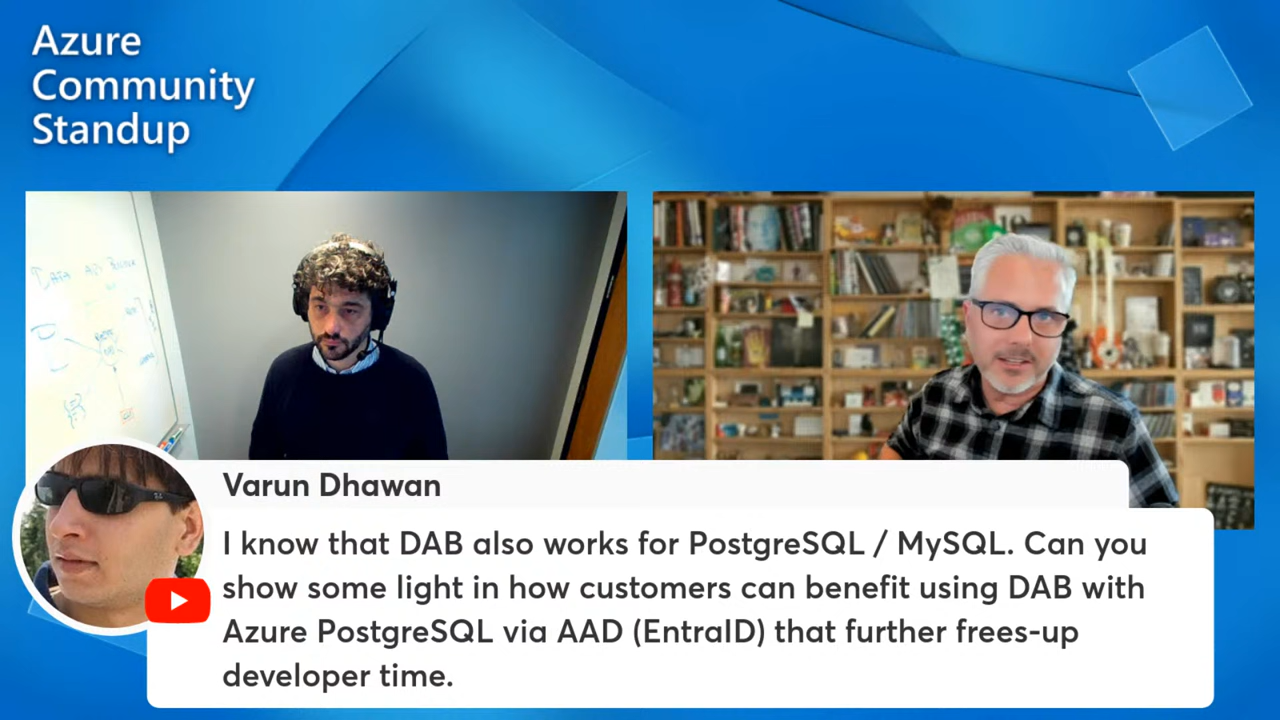 Azure
Community
Standup
Varun Dhawan
I know that DAB also works for PostgreSQL / MySQL. Can you
show some light in how customers can benefit using DAB with
Azure PostgreSQL via AAD (EntraID) that further frees-up
developer time.